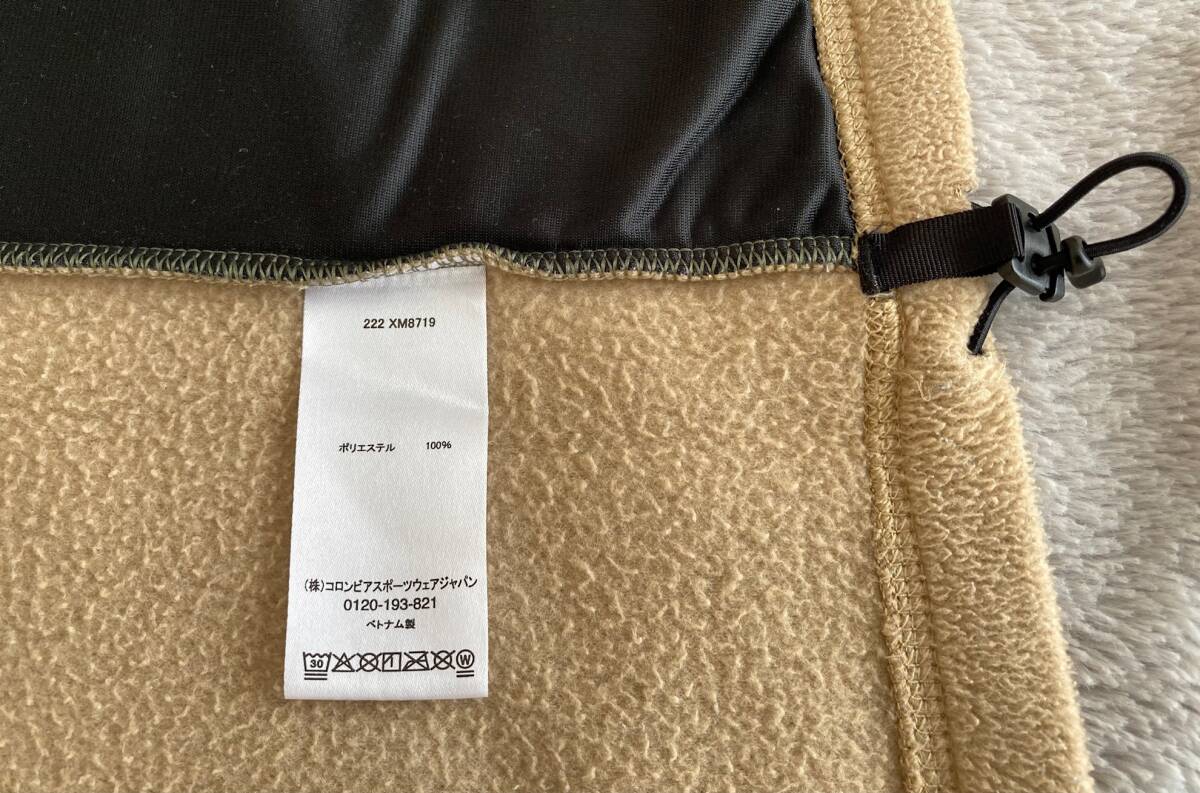 222 XM8719
ポリエステル 100%
(株)コロンビアスポーツウェアジャパン
0120-193-821
ベトナム製
30 W